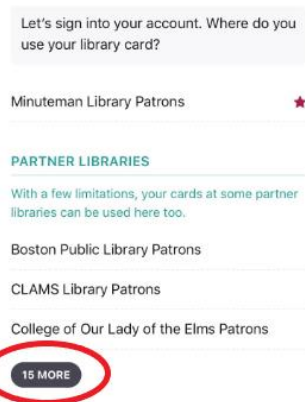 Let's sign into your account. Where do you
use your library card?
Minuteman Library Patrons
PARTNER LIBRARIES
With a few limitations, your cards at some partner
libraries can be used here too.
Boston Public Library Patrons
CLAMS Library Patrons
College of Our Lady of the Elms Patrons
15 MORE